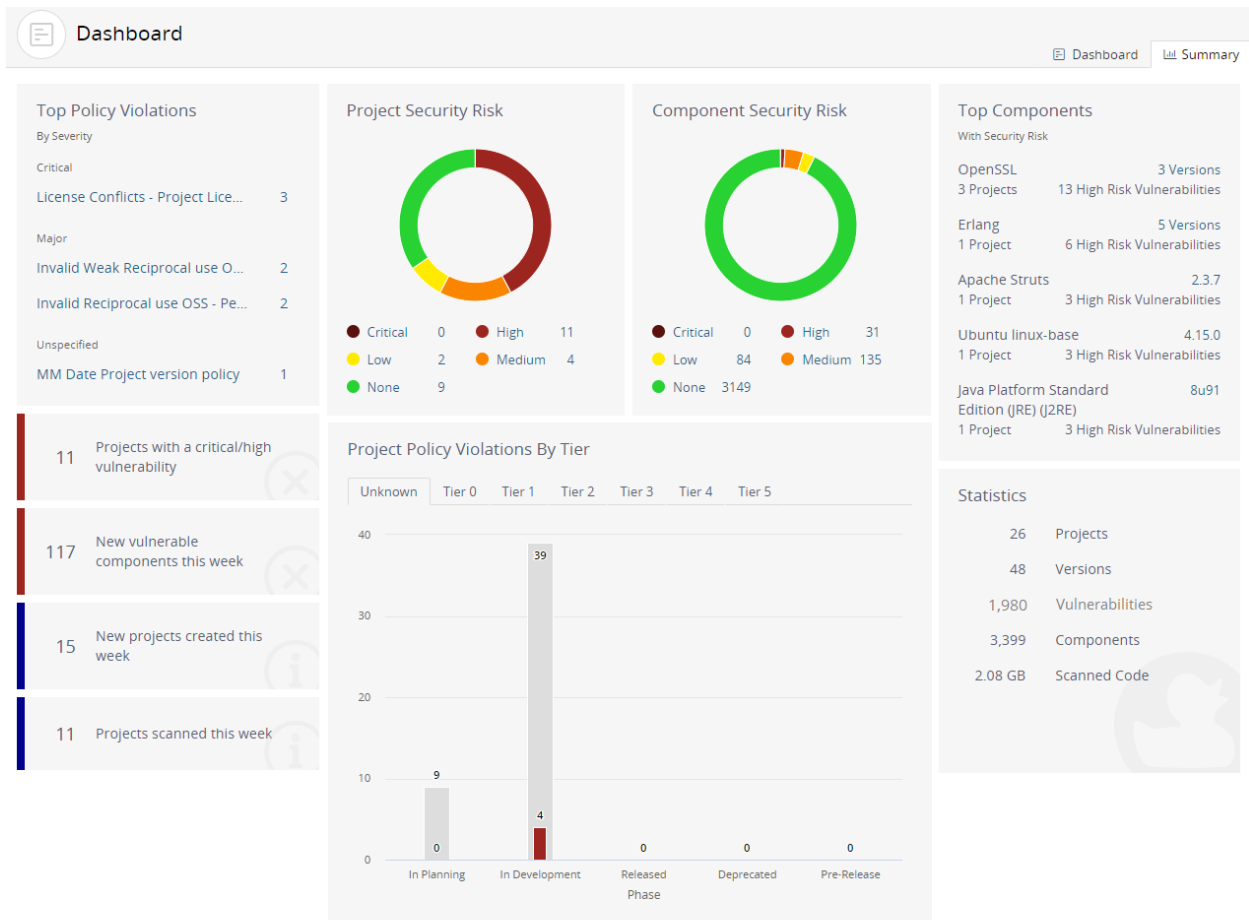 Dashboard
Dashboard
Summary
Top Policy Violations
By Severity
Critical
License Conflicts - Project Lice... 3
Major
Invalid Weak Reciprocal use O... 2
Invalid Reciprocal use OSS - Pe... 2
Unspecified
MM Date Project version policy 1
11
Projects with a critical/high
vulnerability
117
New vulnerable
components this week
15
New projects created this
week
11 Projects scanned this week
Project Security Risk
Critical 0 High 11
Low 2 Medium 4
None 9
Component Security Risk
Critical 0 High 31
Low 84 Medium 135
None 3149
Project Policy Violations By Tier
Unknown Tier 0 Tier 1 Tier 2 Tier 3 Tier 4 Tier 5
40
39
30
20
10
9
4
0
0 0 0 0
In Planning In Development Released Deprecated Pre-Release
Phase
Top Components
With Security Risk
OpenSSL 3 Versions
3 Projects 13 High Risk Vulnerabilities
Erlang 5 Versions
1 Project 6 High Risk Vulnerabilities
Apache Struts 2.3.7
1 Project 3 High Risk Vulnerabilities
Ubuntu linux-base 4.15.0
1 Project 3 High Risk Vulnerabilities
Java Platform Standard 8u91
Edition (JRE) (J2RE)
1 Project 3 High Risk Vulnerabilities
Statistics
26 Projects
48 Versions
1,980 Vulnerabilities
3,399 Components
2.08 GB Scanned Code